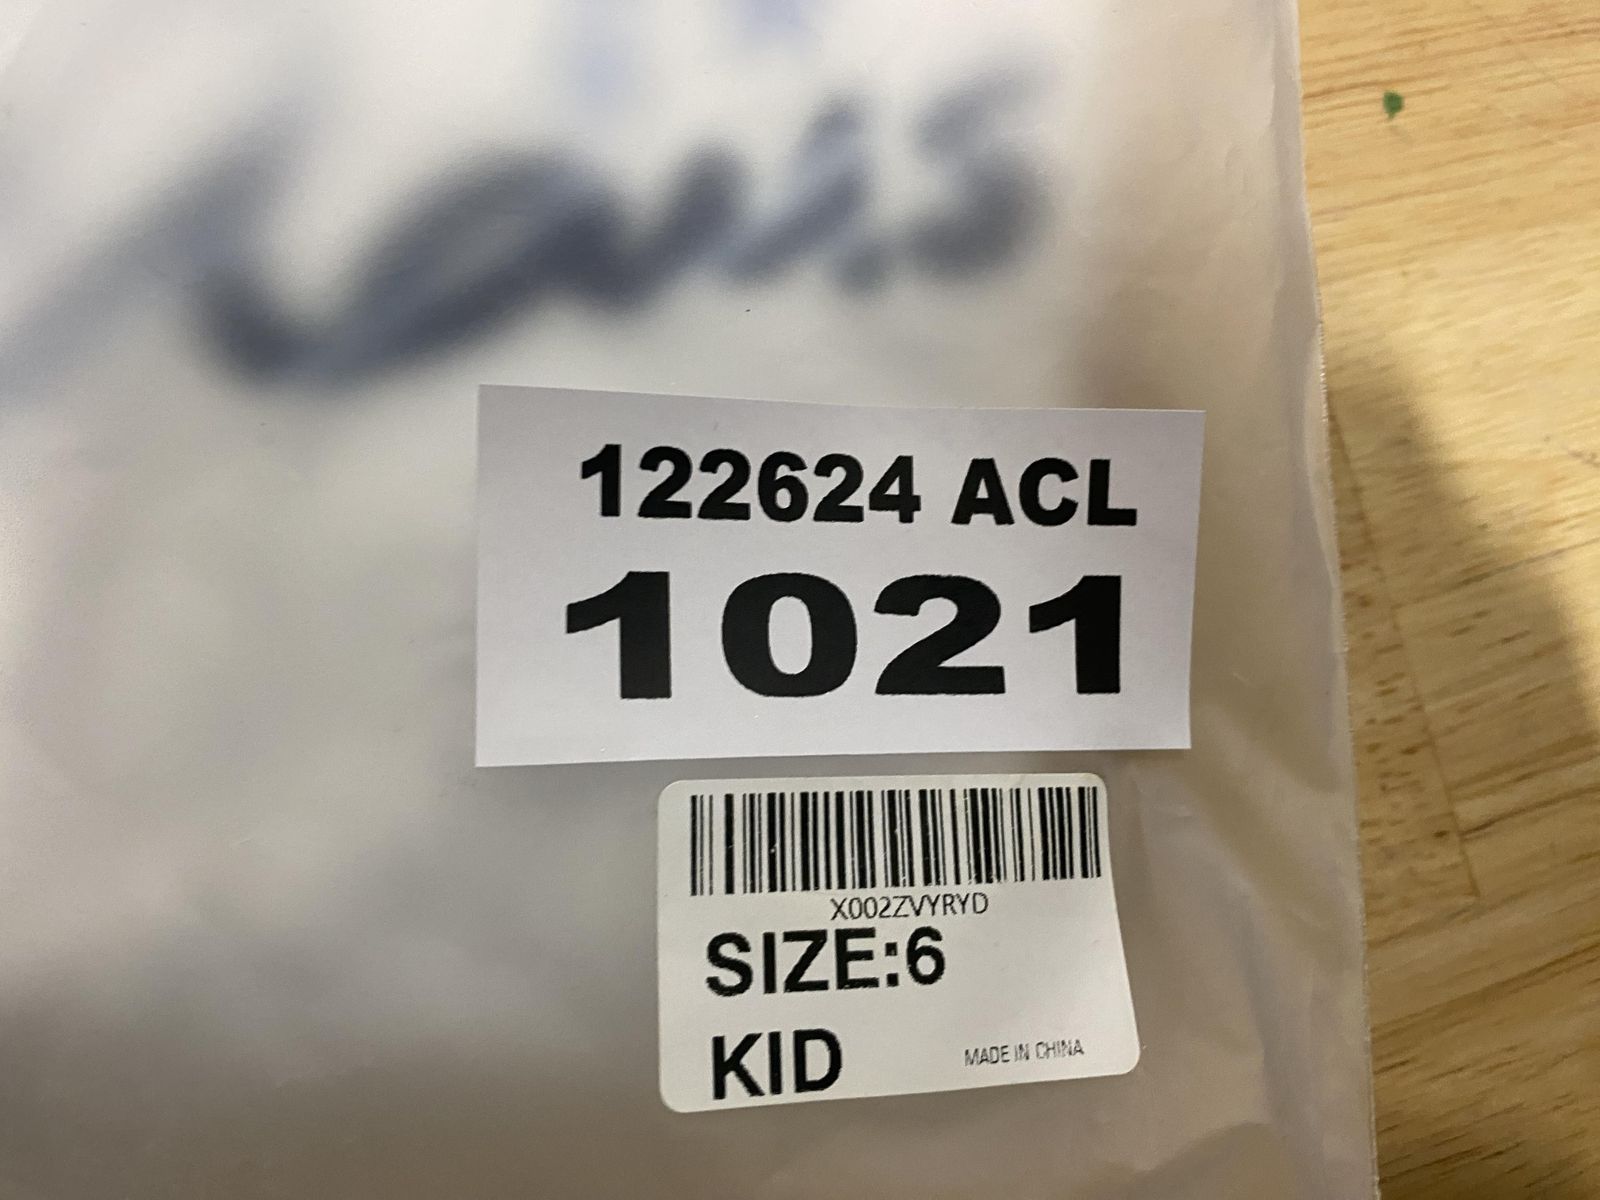 122624 ACL
1021
X002ZVYRYD
SIZE:6
KID
MADE IN CHINA